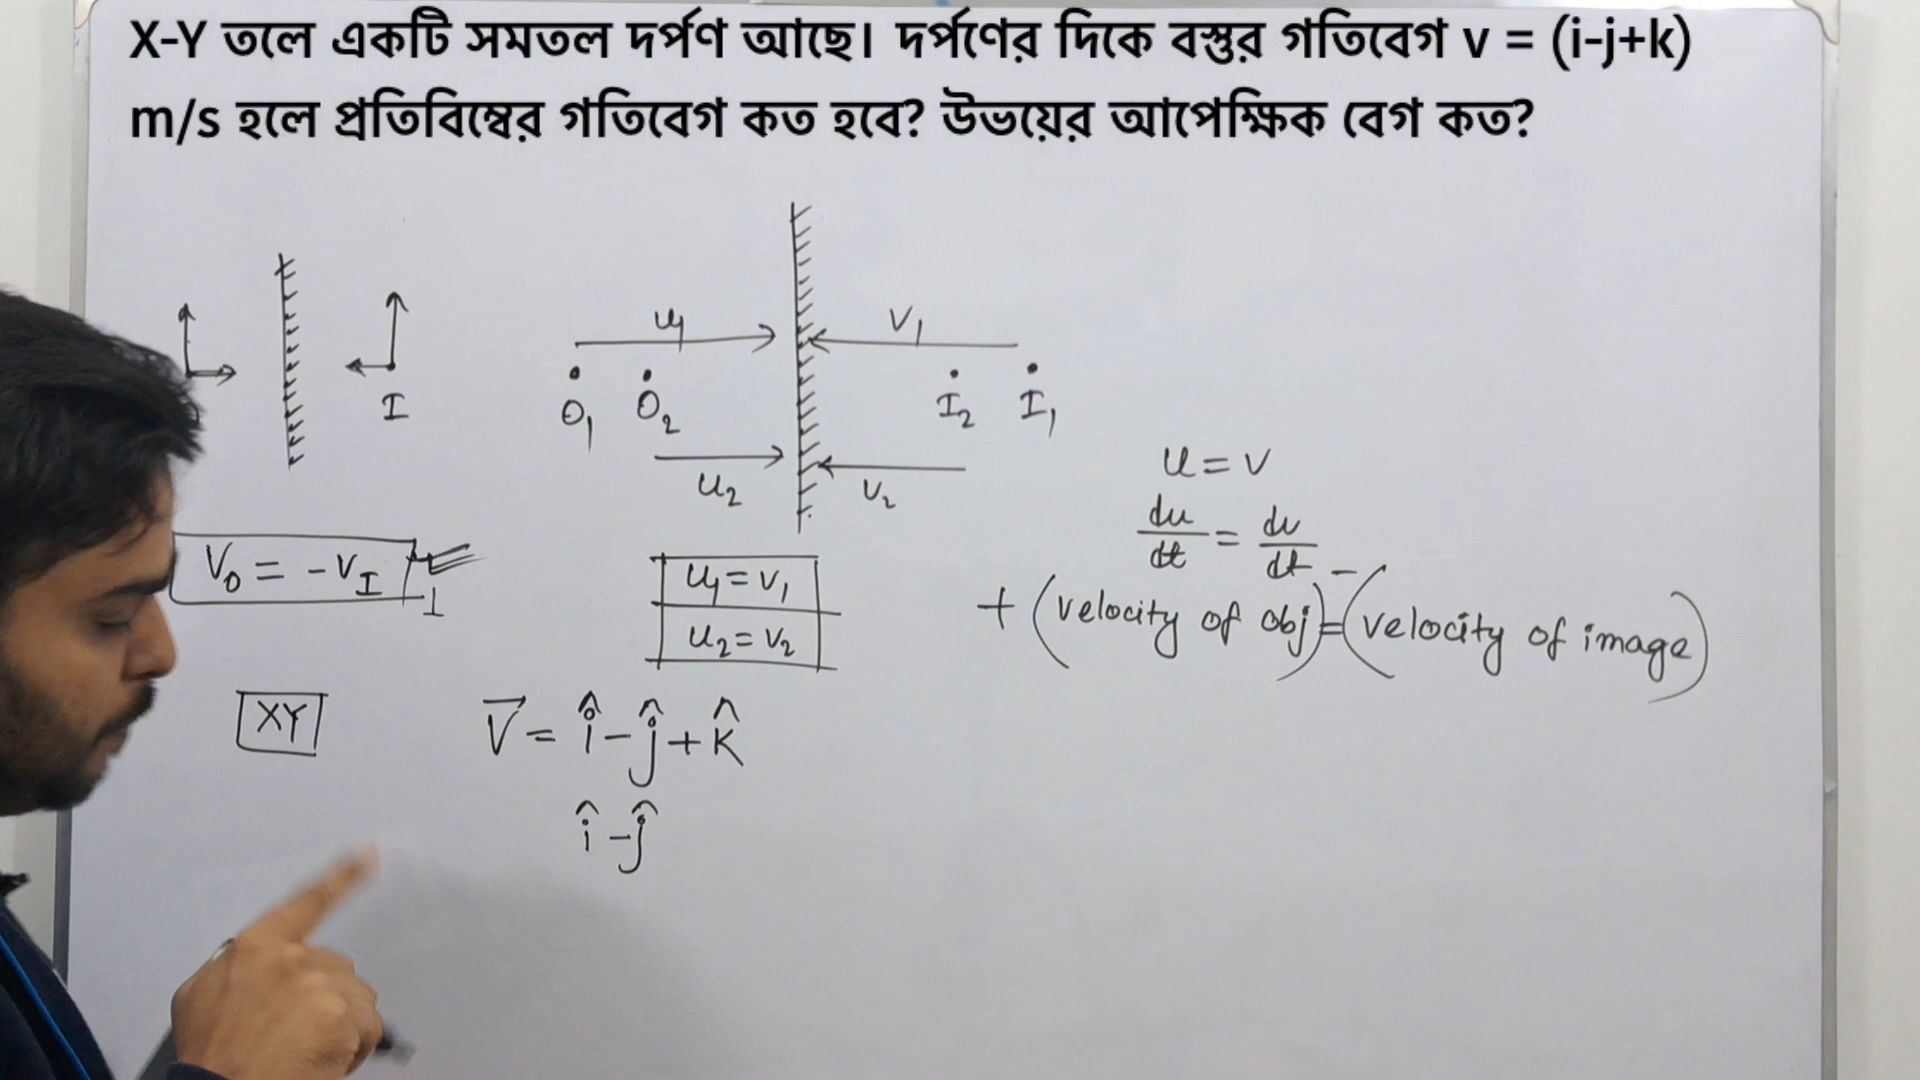 X-Y তলে একটি সমতল দর্পণ আছে। দর্পণের দিকে বস্তুর গতিবেগ v = (i-j+k)
m/s হলে প্রতিবিম্বের গতিবেগ কত হবে? উভয়ের আপেক্ষিক বেগ কত?
u₁ v₁
I O₁ O₂ I₂ I₁
u₂ v₂
u = v
du/dt = dv/dt
V₀ = -v_I ⊥
u₁ = v₁
u₂ = v₂
+ (velocity of obj) = - (velocity of image)
XY
V⃗ = î - ĵ + k̂
î - ĵ